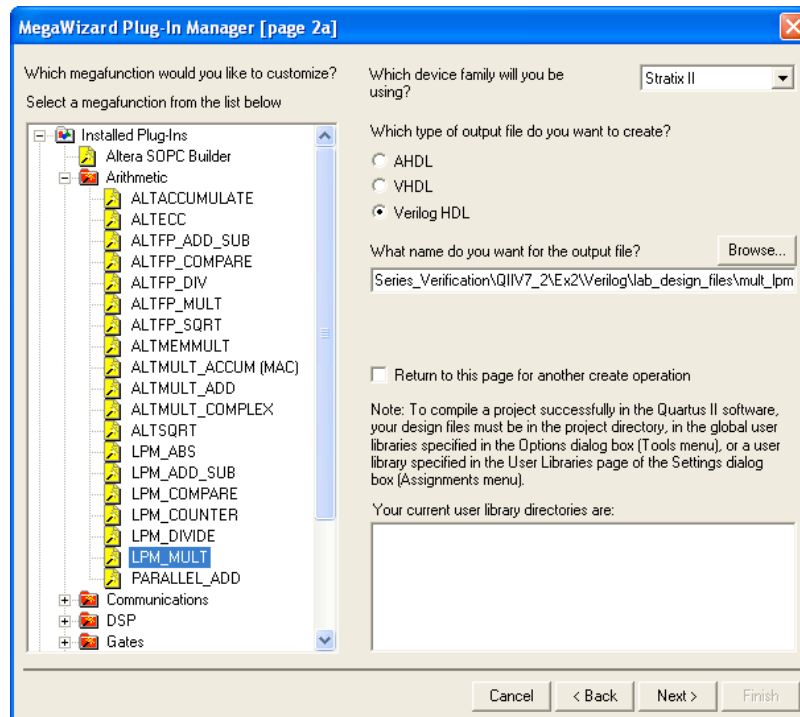 MegaWizard Plug-In Manager [page 2a]
Which megafunction would you like to customize?
Select a megafunction from the list below
Installed Plug-Ins
Altera SOPC Builder
Arithmetic
ALTACCUMULATE
ALTECC
ALTFP_ADD_SUB
ALTFP_COMPARE
ALTFP_DIV
ALTFP_MULT
ALTFP_SQRT
ALTMEMMULT
ALTMULT_ACCUM (MAC)
ALTMULT_ADD
ALTMULT_COMPLEX
ALTSQRT
LPM_ABS
LPM_ADD_SUB
LPM_COMPARE
LPM_COUNTER
LPM_DIVIDE
LPM_MULT
PARALLEL_ADD
Communications
DSP
Gates
Which device family will you be
using?
Stratix II
Which type of output file do you want to create?
AHDL
VHDL
Verilog HDL
What name do you want for the output file?
Browse...
Series_Verification\QIIV7_2\Ex2\Verilog\lab_design_files\mult_lpm
Return to this page for another create operation
Note: To compile a project successfully in the Quartus II software,
your design files must be in the project directory, in the global user
libraries specified in the Options dialog box (Tools menu), or a user
library specified in the User Libraries page of the Settings dialog
box (Assignments menu).
Your current user library directories are:
Cancel
< Back
Next >
Finish